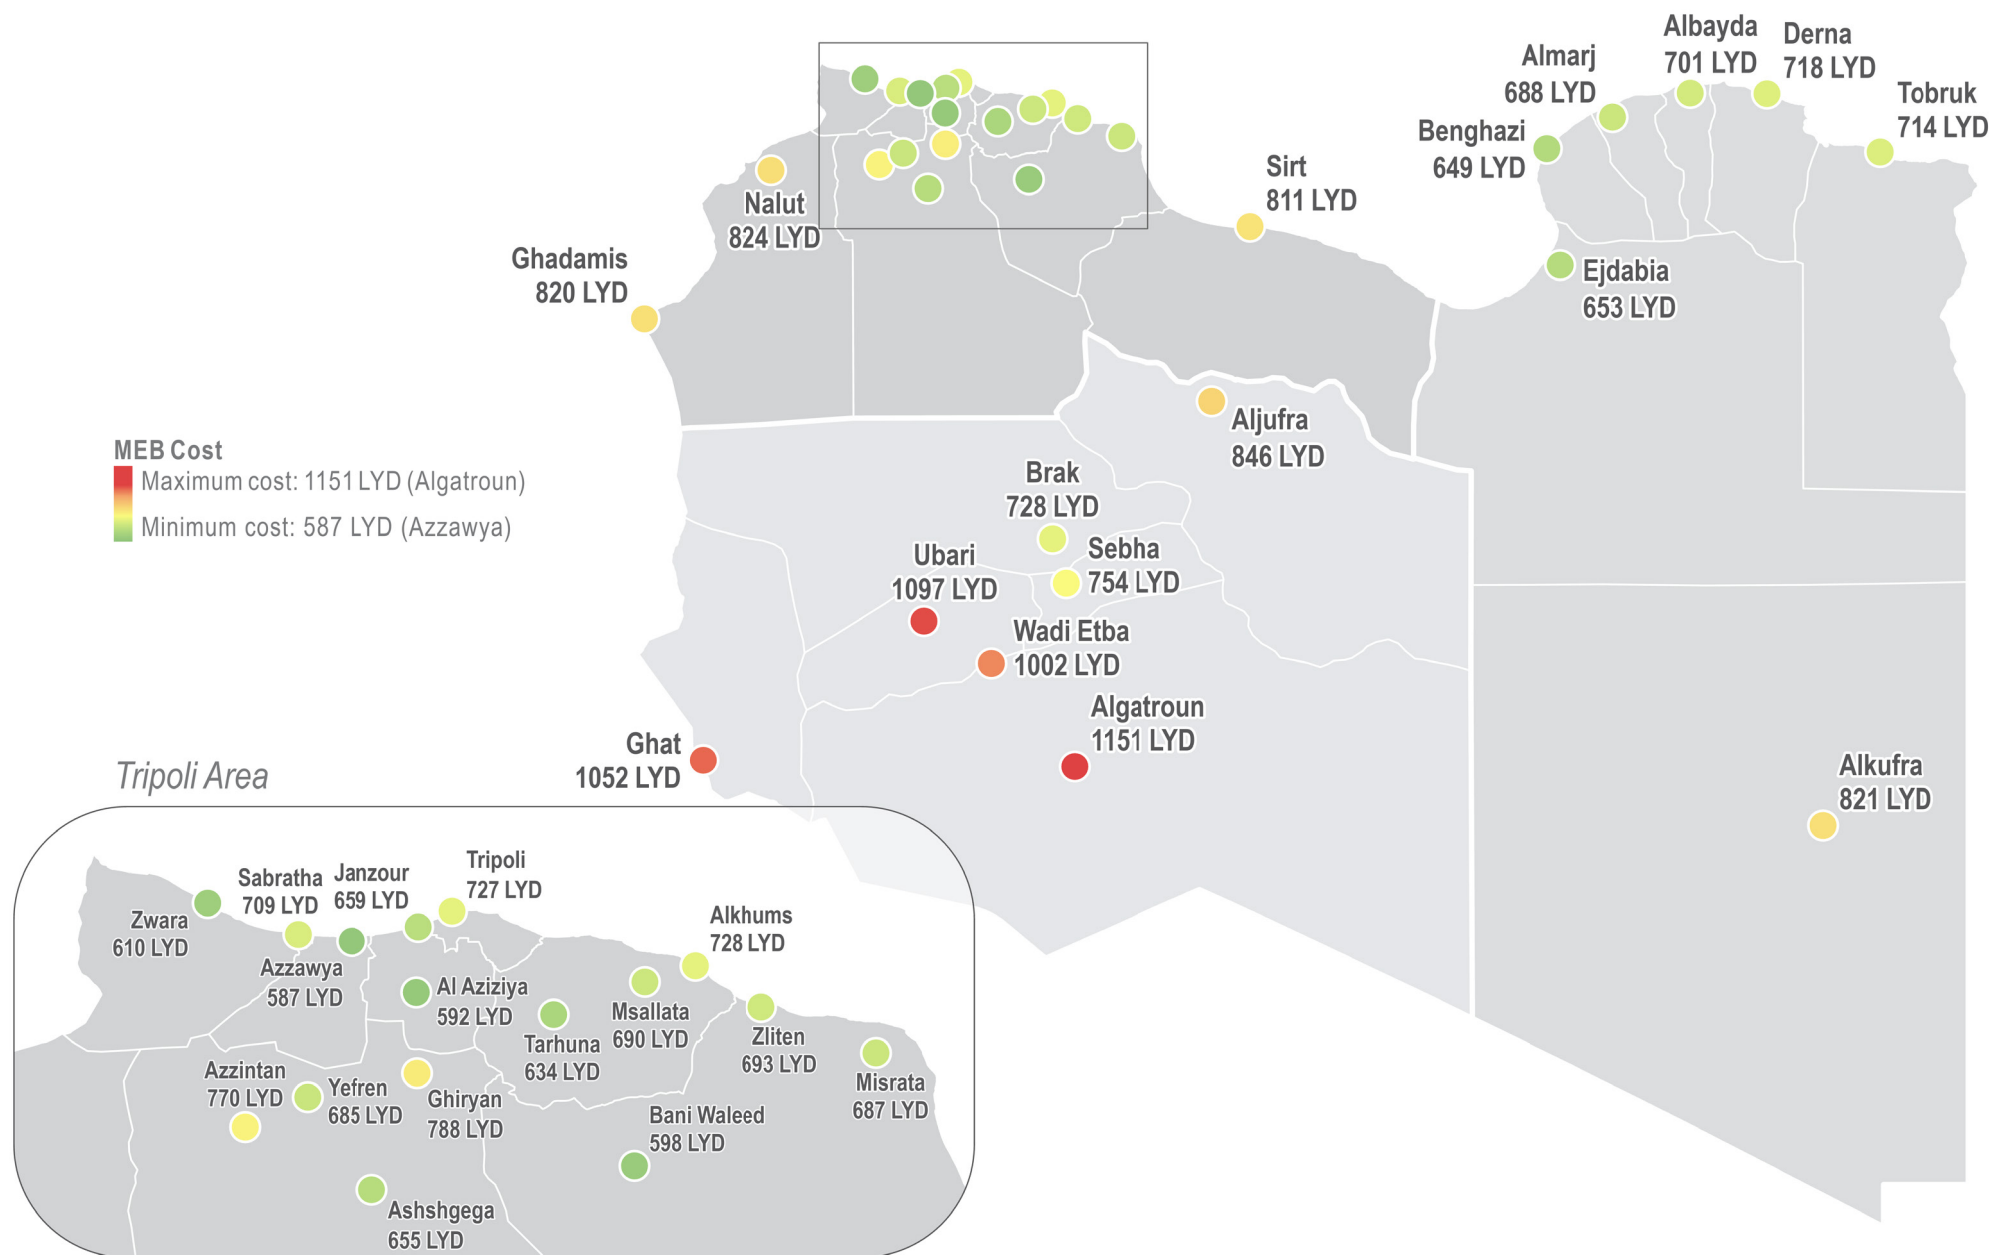 Albayda
701 LYD
Derna
718 LYD
Almarj
688 LYD
Tobruk
714 LYD
Benghazi
649 LYD
Sirt
811 LYD
Nalut
824 LYD
Ghadamis
820 LYD
Ejdabia
653 LYD
Aljufra
846 LYD
MEB Cost
Maximum cost: 1151 LYD (Algatroun)
Minimum cost: 587 LYD (Azzawya)
Brak
728 LYD
Sebha
754 LYD
Ubari
1097 LYD
Wadi Etba
1002 LYD
Algatroun
1151 LYD
Ghat
1052 LYD
Alkufra
821 LYD
Tripoli Area
Tripoli
727 LYD
Janzour
659 LYD
Sabratha
709 LYD
Zwara
610 LYD
Alkhums
728 LYD
Azzawya
587 LYD
Al Aziziya
592 LYD
Msallata
690 LYD
Tarhuna
634 LYD
Zliten
693 LYD
Misrata
687 LYD
Azzintan
770 LYD
Yefren
685 LYD
Ghiryan
788 LYD
Bani Waleed
598 LYD
Ashshgega
655 LYD